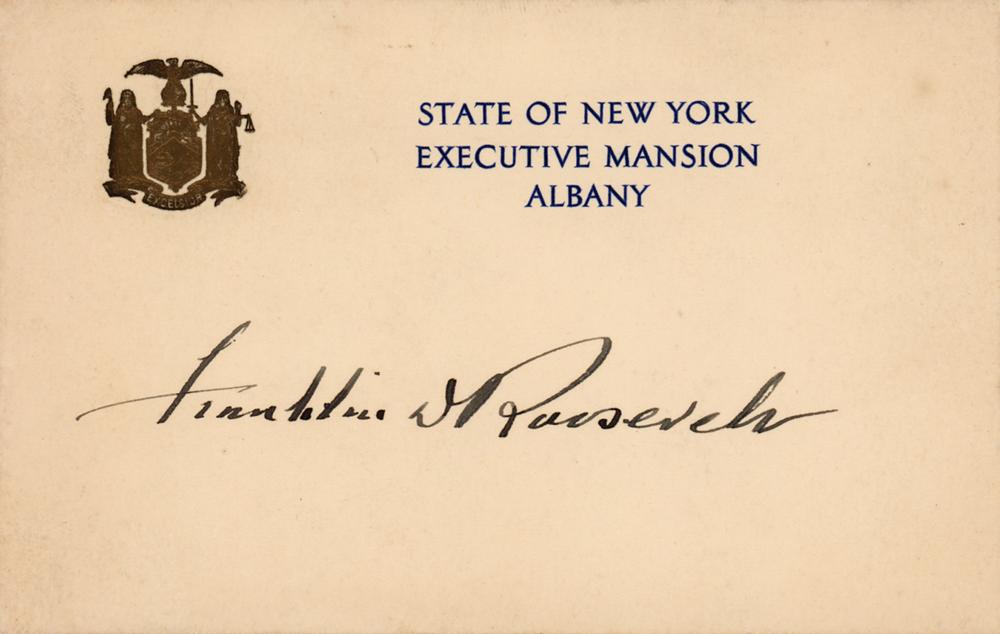 STATE OF NEW YORK
EXECUTIVE MANSION
ALBANY
EXCELSIOR
Franklin D Roosevelt